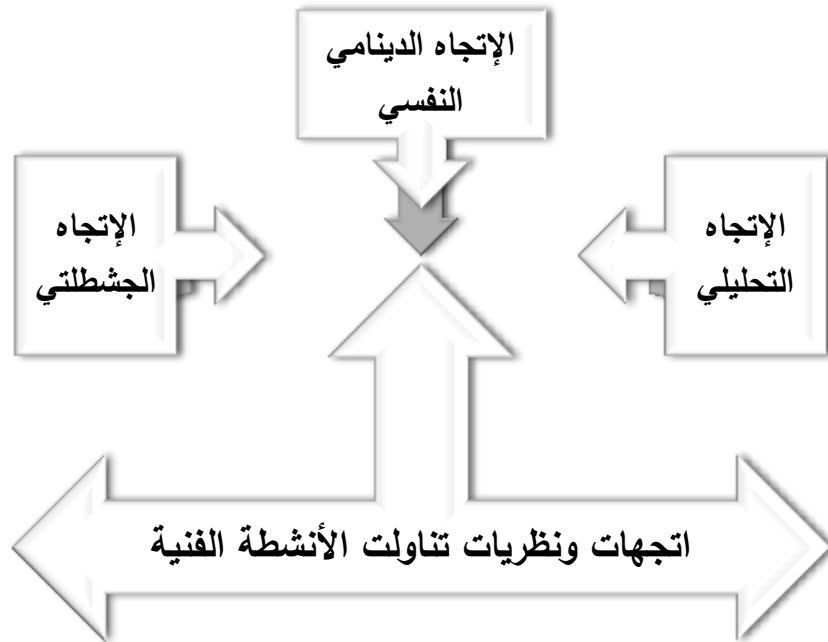 الإتجاه الدينامي
النفسي
الإتجاه
التحليلي
الإتجاه
الجشطلتي
اتجهات ونظريات تناولت الأنشطة الفنية